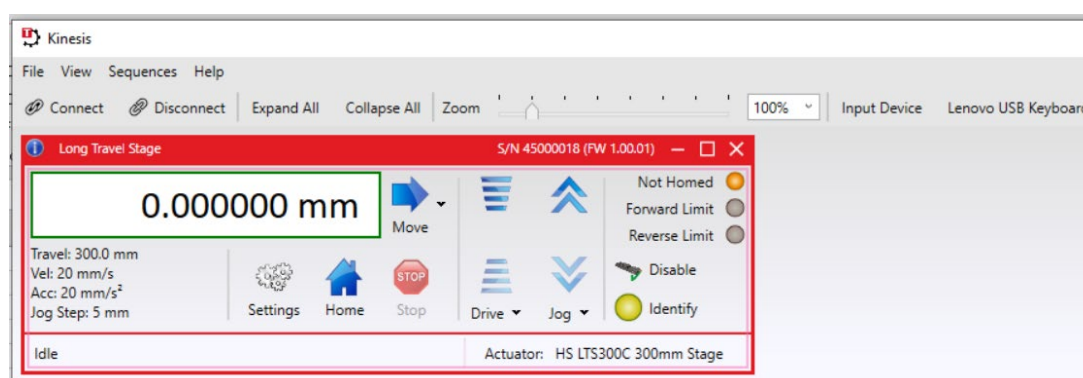 Kinesis
File View Sequences Help
Connect Disconnect Expand All Collapse All Zoom 100% Input Device Lenovo USB Keyboar
Long Travel Stage S/N 45000018 (FW 1.00.01)
0.000000 mm
Move
Not Homed
Forward Limit
Reverse Limit
Travel: 300.0 mm
Vel: 20 mm/s
Acc: 20 mm/s²
Jog Step: 5 mm
Settings Home STOP Stop Drive Jog
Disable
Identify
Idle Actuator: HS LTS300C 300mm Stage